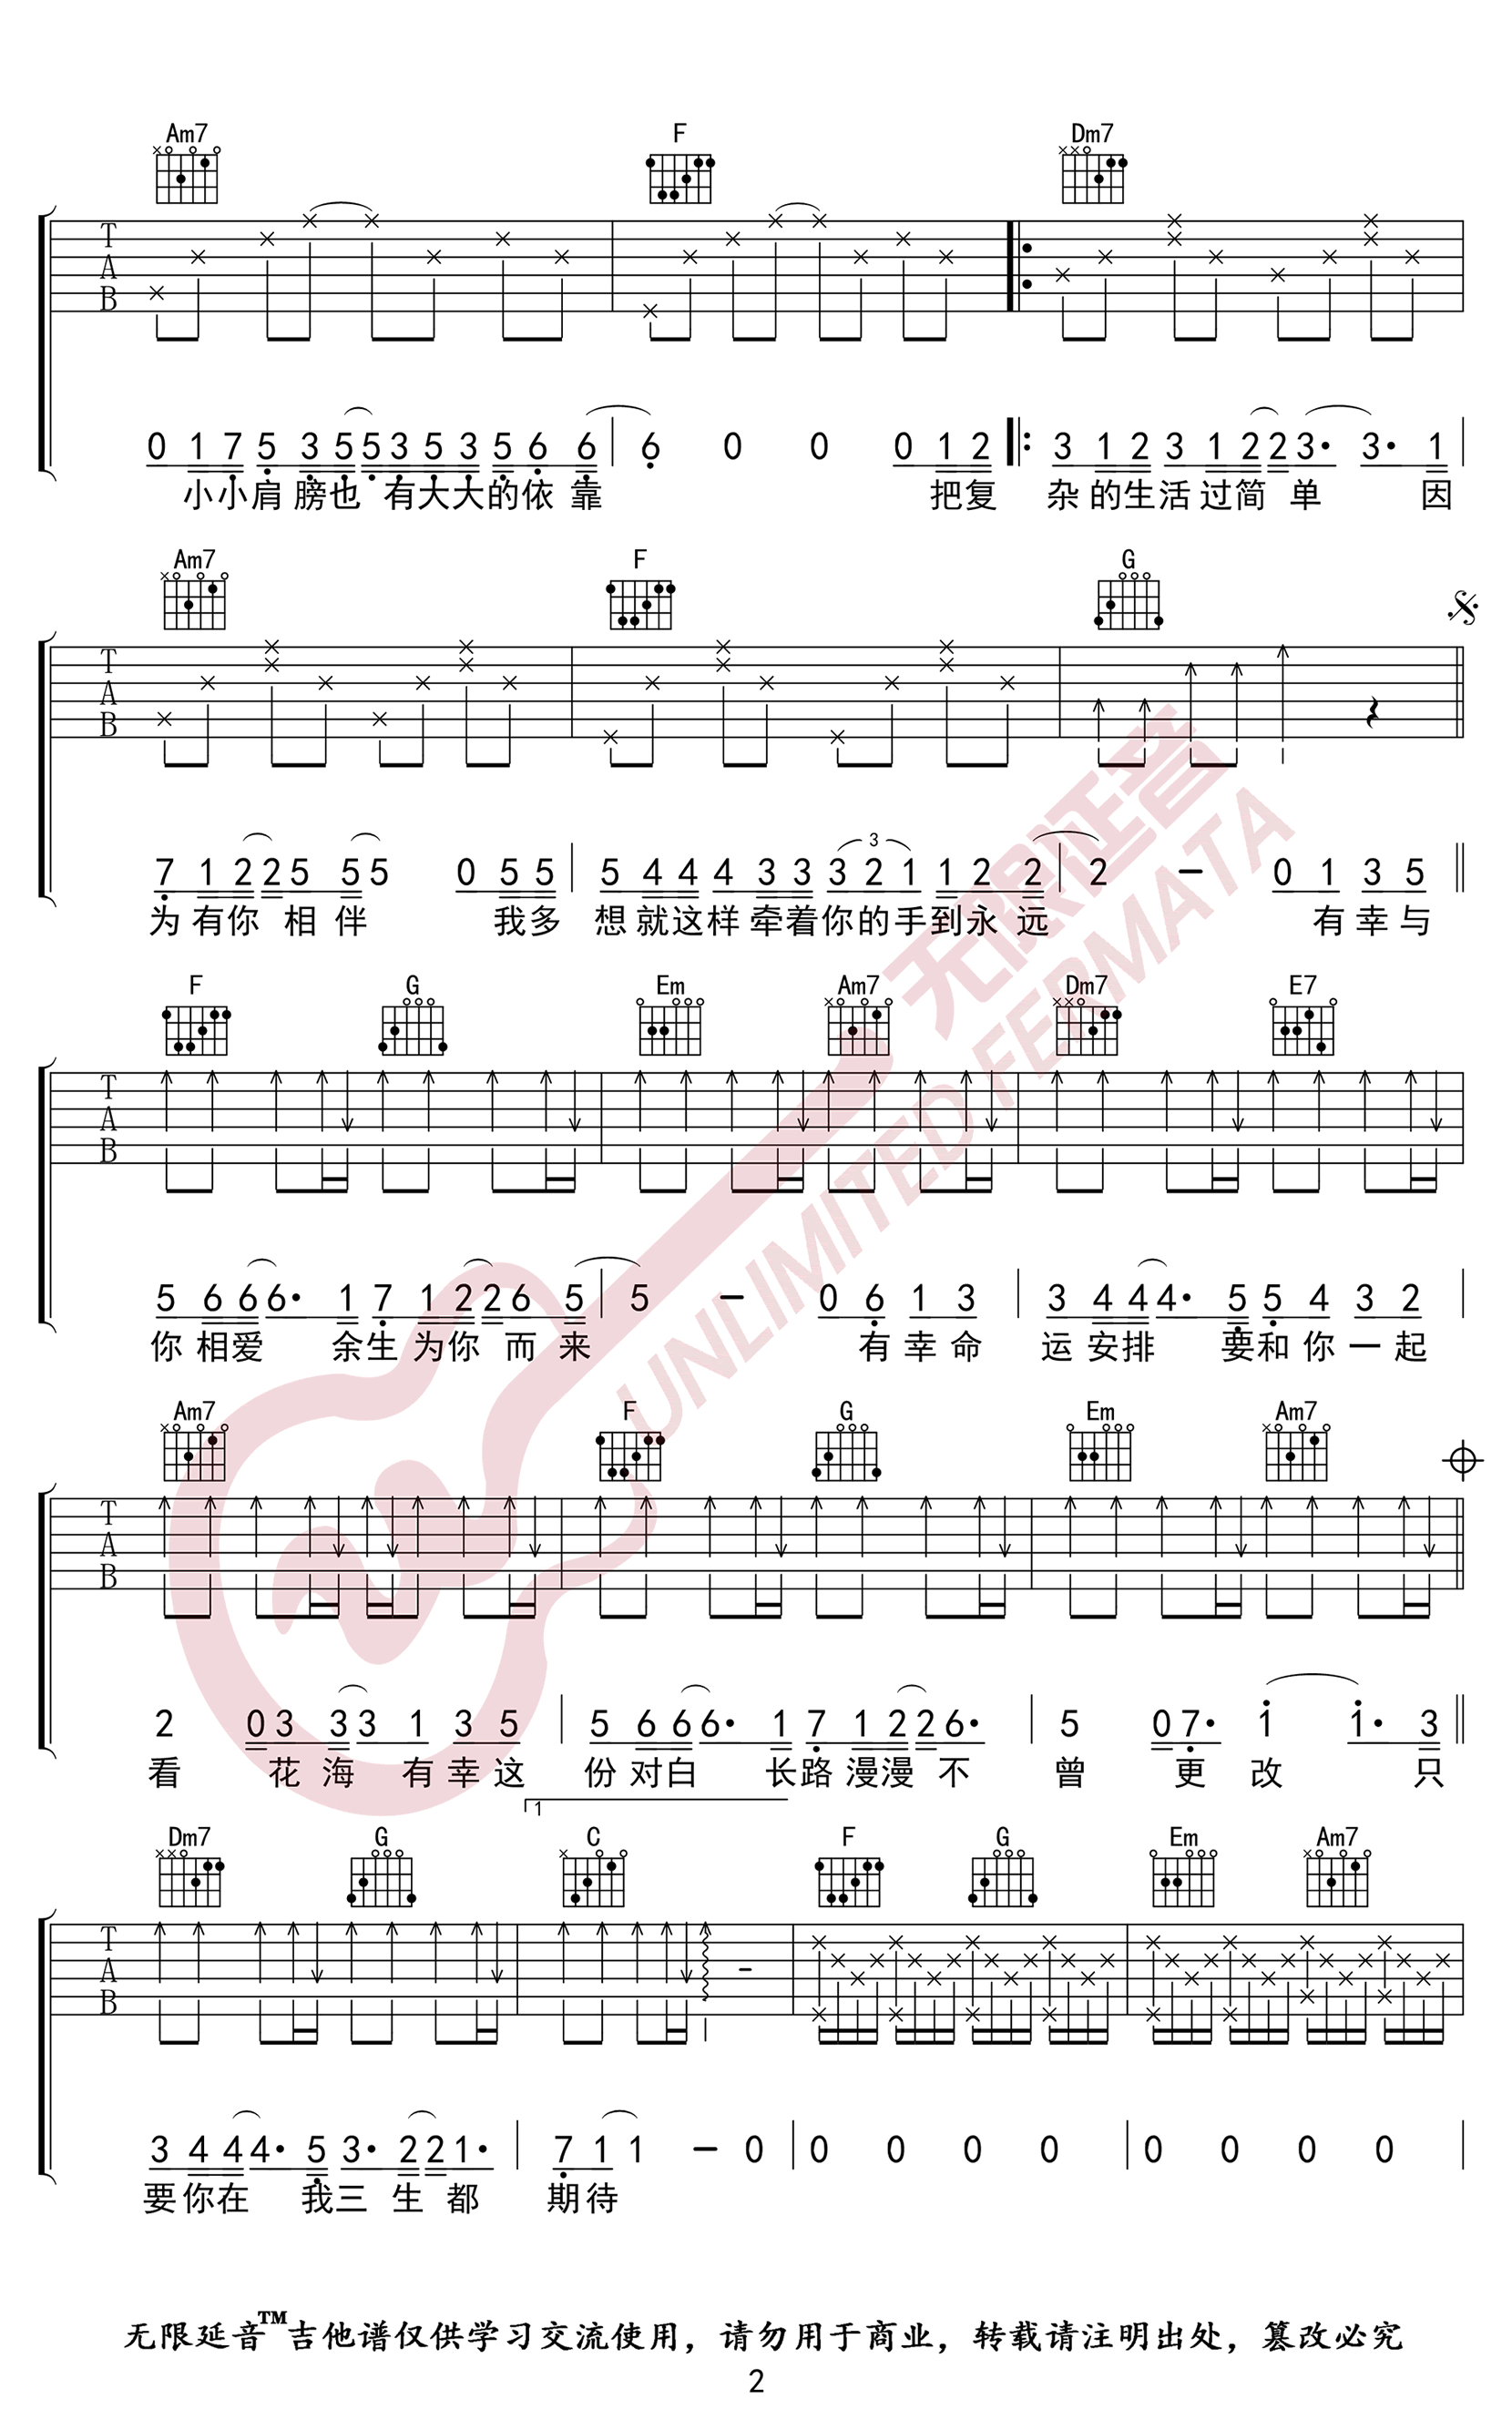 Am7 F Dm7
T
A
B
0 1 7 5 3 5 5 3 5 3 5 6 6 | 6 0 0 0 1 2 |: 3 1 2 3 1 2 2 3· 3· 1 |
小小肩 膀也 有大大的依 靠 把复 杂 的生活 过简 单 因
Am7 F G
T
A
B
3
7 1 2 2 5 5 5 0 5 5 | 5 4 4 4 3 3 3 2 1 1 2 2 | 2 – 0 1 3 5 ||
为 有你 相 伴 我多 想 就这样 牵着你的手到永 远 有 幸 与
F G Em Am7 Dm7 E7
T
A
B
5 6 6 6· 1 7 1 2 2 6 5 | 5 – 0 6 1 3 | 3 4 4 4· 5 5 4 3 2 |
你 相爱 余生 为你 而 来 有 幸 命 运 安排 要和 你 一 起
Am7 F G Em Am7
T
A
B
2 0 3 3 3 1 3 5 | 5 6 6 6· 1 7 1 2 2 6· | 5 0 7· 1 1· 3 ||
看 花 海 有 幸 这 份 对白 长路 漫漫 不 曾 更 改 只
1
Dm7 G C F G Em Am7
T
A
B
3 4 4 4· 5 3· 2 2 1· | 7 1 1 – 0 | 0 0 0 0 | 0 0 0 0 |
要 你在 我三 生 都 期 待
无限延音
UNLIMITED FERMATA
无限延音™吉他谱仅供学习交流使用，请勿用于商业，转载请注明出处，篡改必究
2